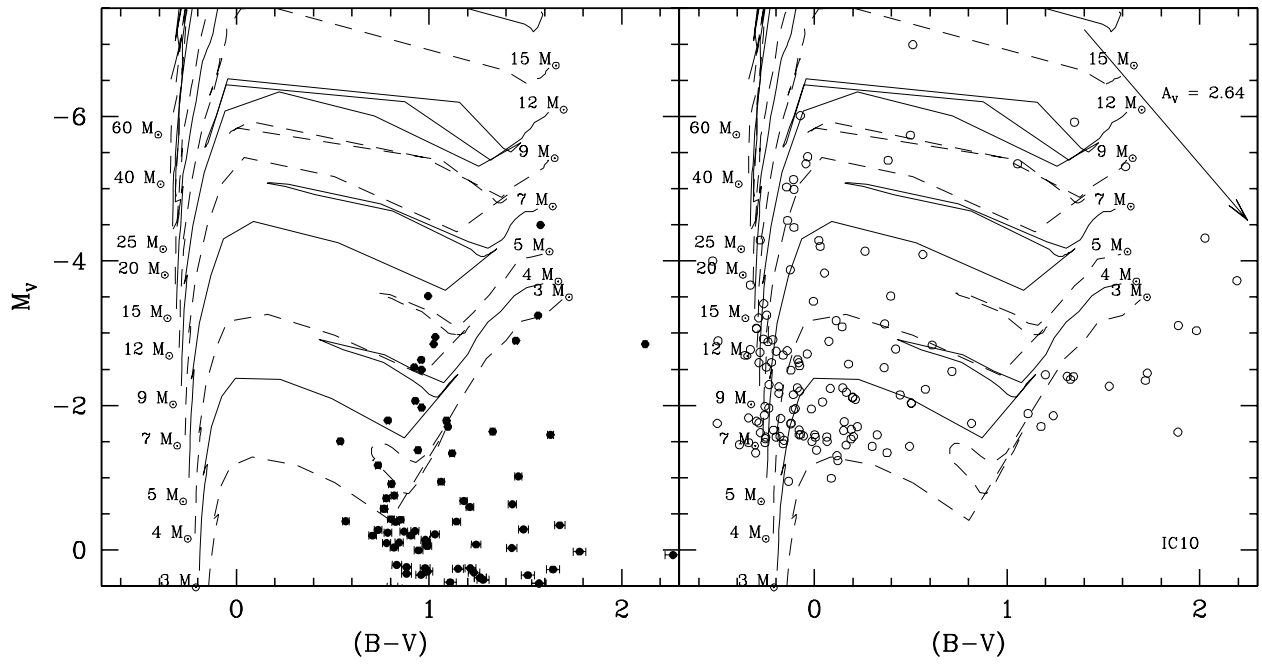 15 M⊙
12 M⊙
9 M⊙
7 M⊙
5 M⊙
4 M⊙
3 M⊙
60 M⊙
40 M⊙
25 M⊙
20 M⊙
15 M⊙
12 M⊙
9 M⊙
7 M⊙
5 M⊙
4 M⊙
3 M⊙
15 M⊙
12 M⊙
9 M⊙
7 M⊙
5 M⊙
4 M⊙
3 M⊙
60 M⊙
40 M⊙
25 M⊙
20 M⊙
15 M⊙
12 M⊙
9 M⊙
7 M⊙
5 M⊙
4 M⊙
3 M⊙
A_V = 2.64
IC10
M_V
−6
−4
−2
0
0 1 2
0 1 2
(B−V)
(B−V)